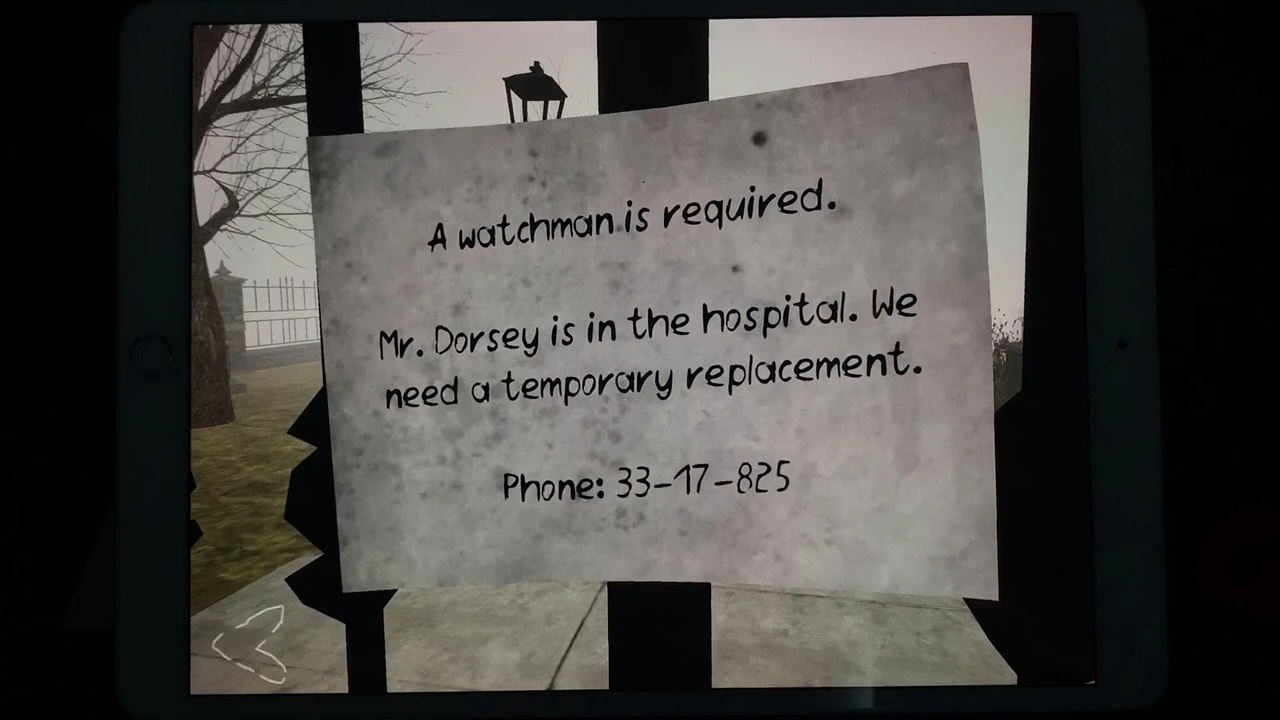 A watchman is required.
Mr. Dorsey is in the hospital. We
need a temporary replacement.
Phone: 33-17-825